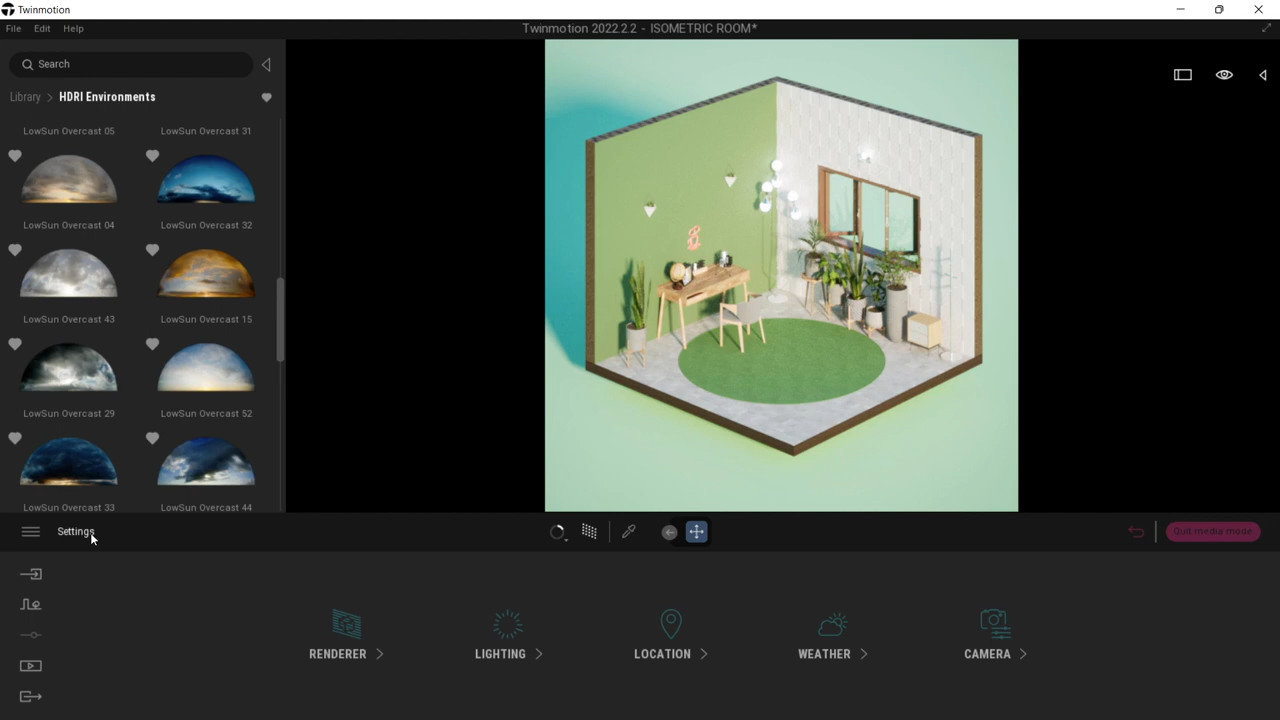 Twinmotion
File Edit Help
Twinmotion 2022.2.2 - ISOMETRIC ROOM*
Search
Library > HDRI Environments
LowSun Overcast 05 LowSun Overcast 31
LowSun Overcast 04 LowSun Overcast 32
LowSun Overcast 43 LowSun Overcast 15
LowSun Overcast 29 LowSun Overcast 52
LowSun Overcast 33 LowSun Overcast 44
Settings
Quit media mode
RENDERER > LIGHTING > LOCATION > WEATHER > CAMERA >